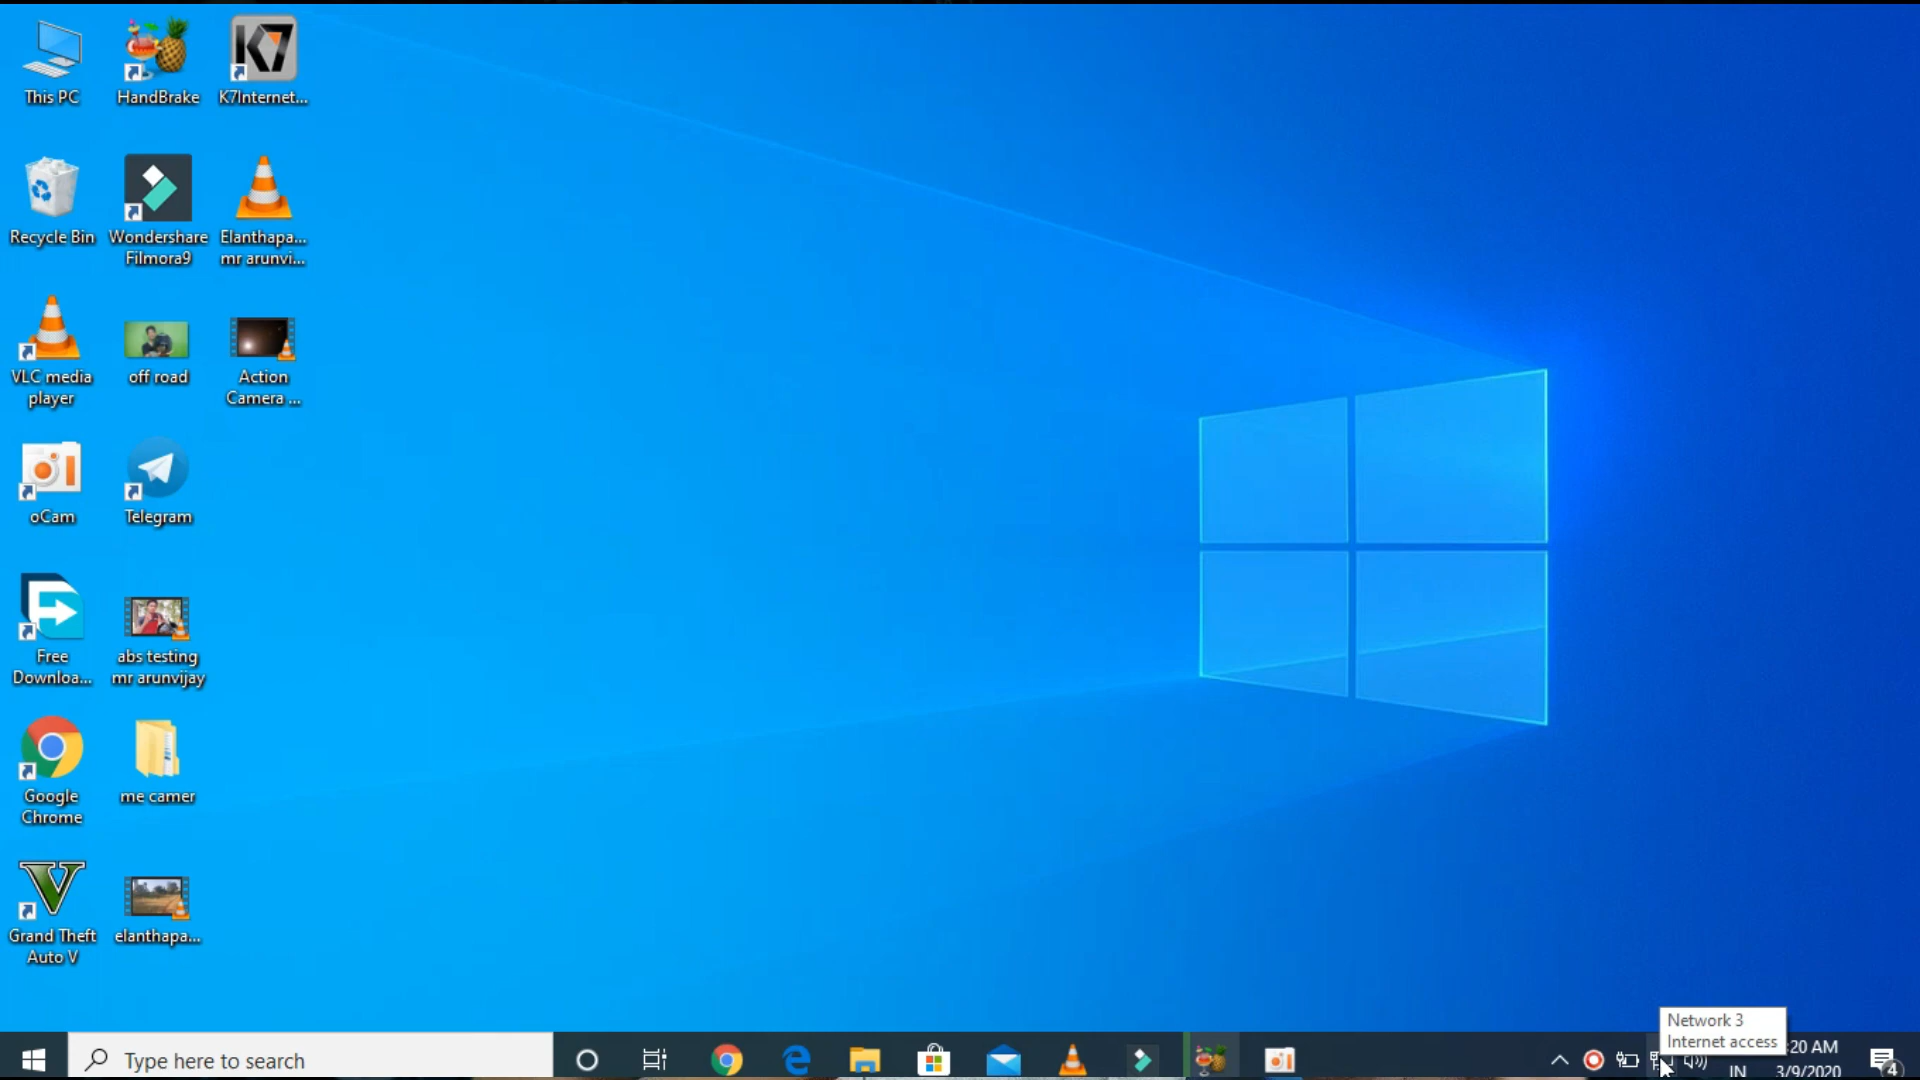 This PC
HandBrake
K7Internet...
Recycle Bin
Wondershare
Filmora9
Elanthapa...
mr arunvi...
VLC media
player
off road
Action
Camera ...
oCam
Telegram
Free
Downloa...
abs testing
mr arunvijay
Google
Chrome
me camer
Grand Theft
Auto V
elanthapa...
Network 3
Internet access
Type here to search
:20 AM
IN
3/9/2020
4